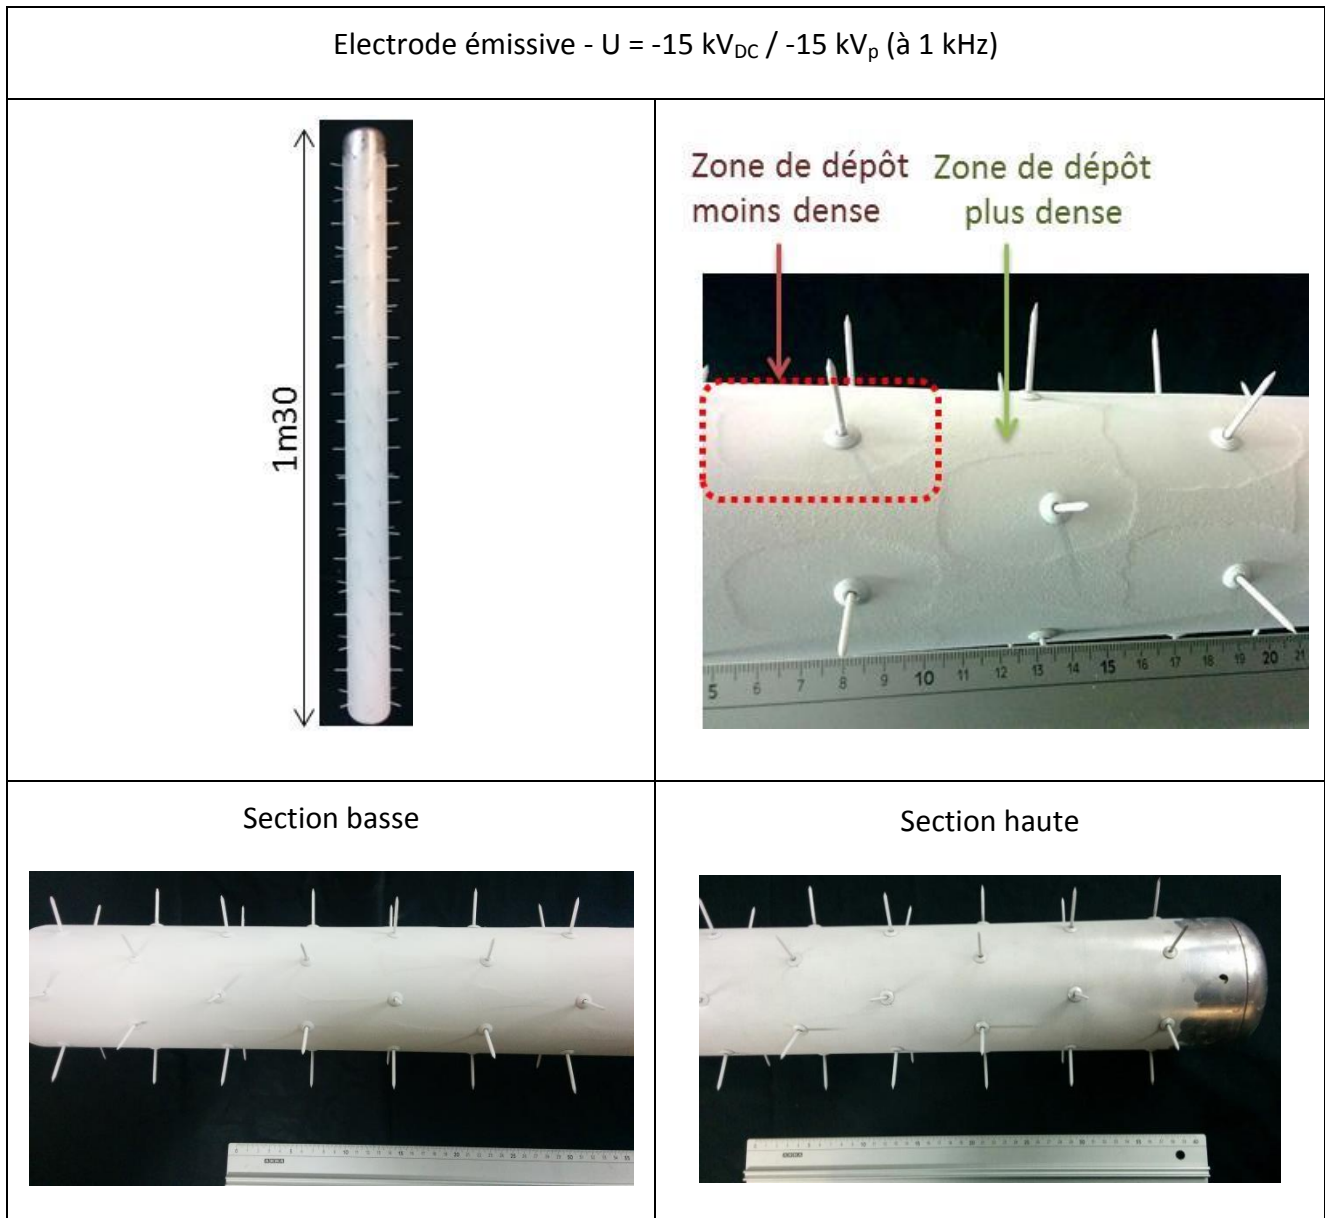 Electrode émissive - U = -15 kVDC / -15 kVp (à 1 kHz)
1m30
Zone de dépôt
moins dense
Zone de dépôt
plus dense
5 6 7 8 9 10 11 12 13 14 15 16 17 18 19 20 21
Section basse
Section haute